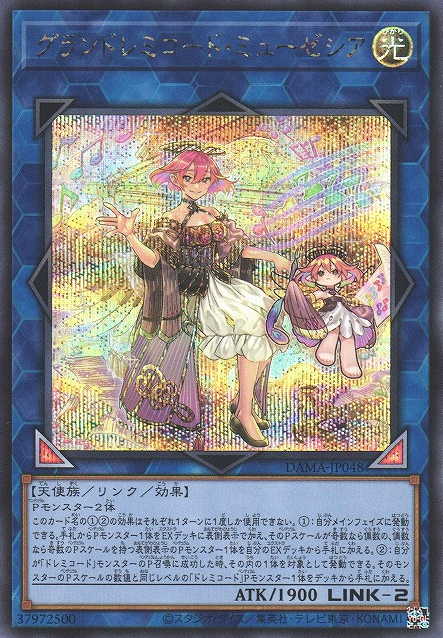 グランドレミコード・ミューゼシア
光
DAMA-JP048
【天使族/リンク/効果】
Pモンスター2体
このカード名の①②の効果はそれぞれ1ターンに1度しか使用できない。①:自分メインフェイズに発動
できる。手札からPモンスター1体をEXデッキに表側表示で加え、そのPスケールが奇数なら偶数の、偶数
なら奇数のPスケールを持つ表側表示のPモンスター1体を自分のEXデッキから手札に加える。②:自分
が「ドレミコード」モンスターのP召喚に成功した時、その内の1体を対象として発動できる。そのモン
スターのPスケールの数値と同じレベルの「ドレミコード」Pモンスター1体をデッキから手札に加える。
ATK/1900 LINK-2
37972500
©スタジオ・ダイス/集英社・テレビ東京・KONAMI